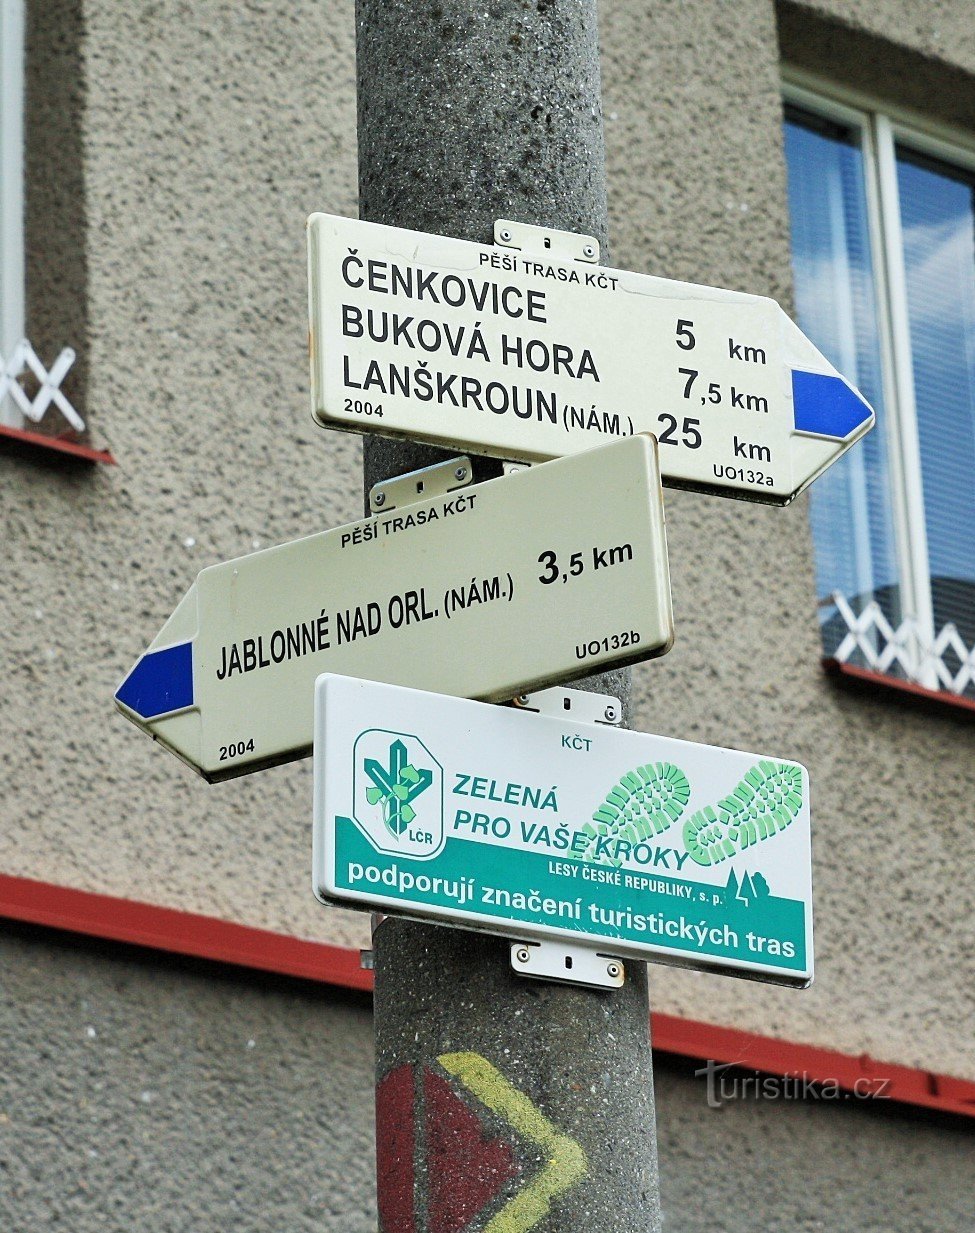 PĚŠÍ TRASA KČT
ČENKOVICE 5 km
BUKOVÁ HORA 7,5 km
LANŠKROUN (NÁM.) 25 km
2004 UO132a
PĚŠÍ TRASA KČT
JABLONNÉ NAD ORL. (NÁM.) 3,5 km
2004 UO132b
KČT
LČR
ZELENÁ
PRO VAŠE KROKY
LESY ČESKÉ REPUBLIKY, s. p.
podporují značení turistických tras
Turistika.cz